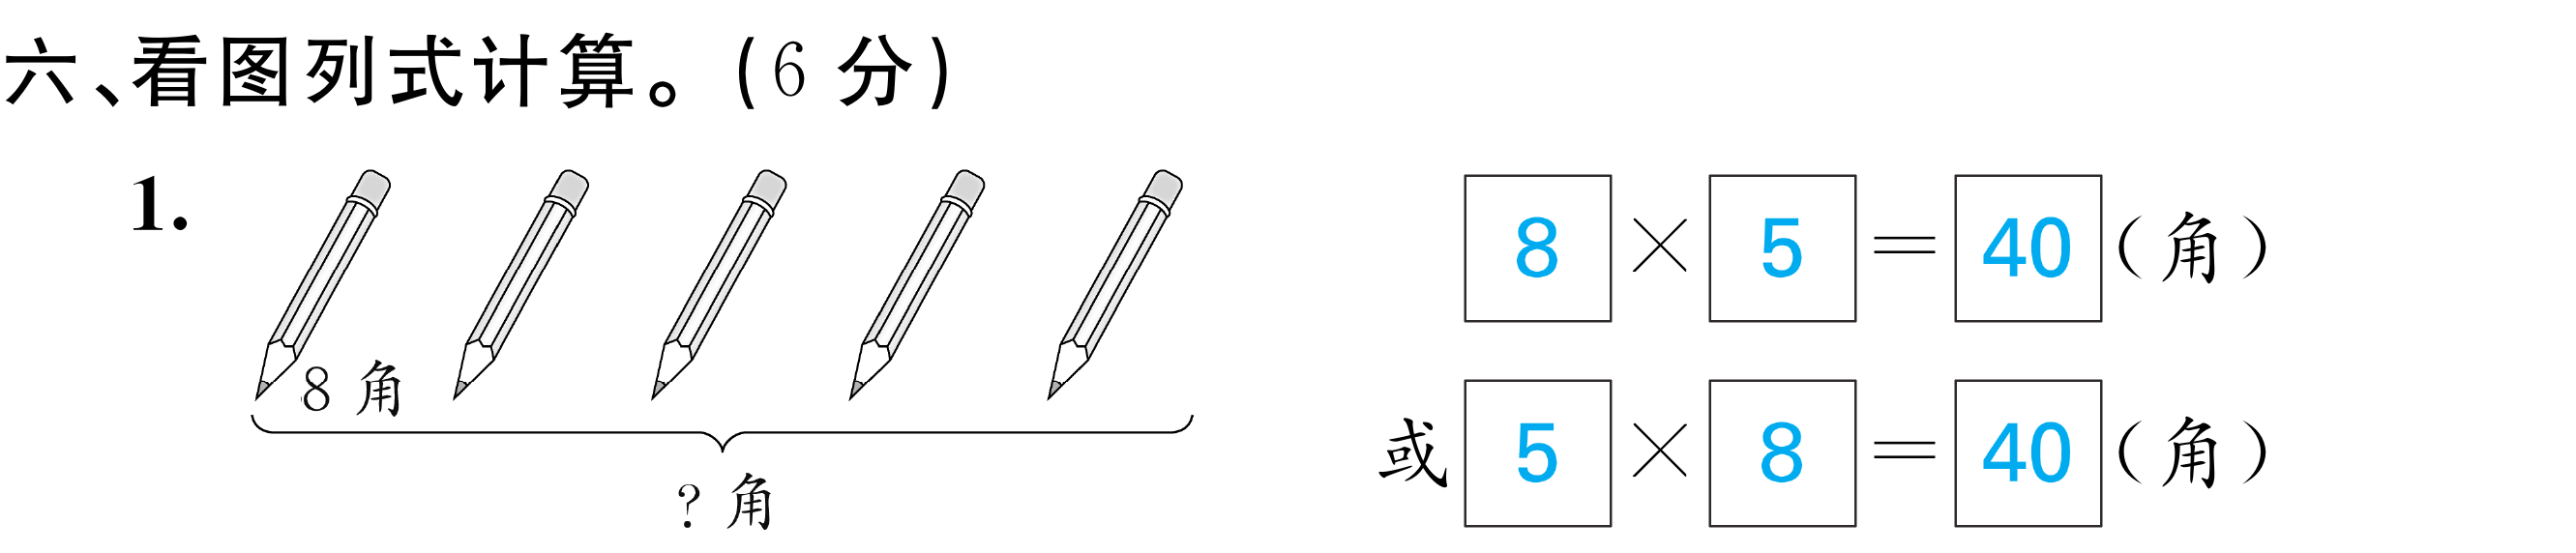 六、看图列式计算。(6 分)
1.
8 × 5 = 40 (角)
8 角
或 5 × 8 = 40 (角)
? 角